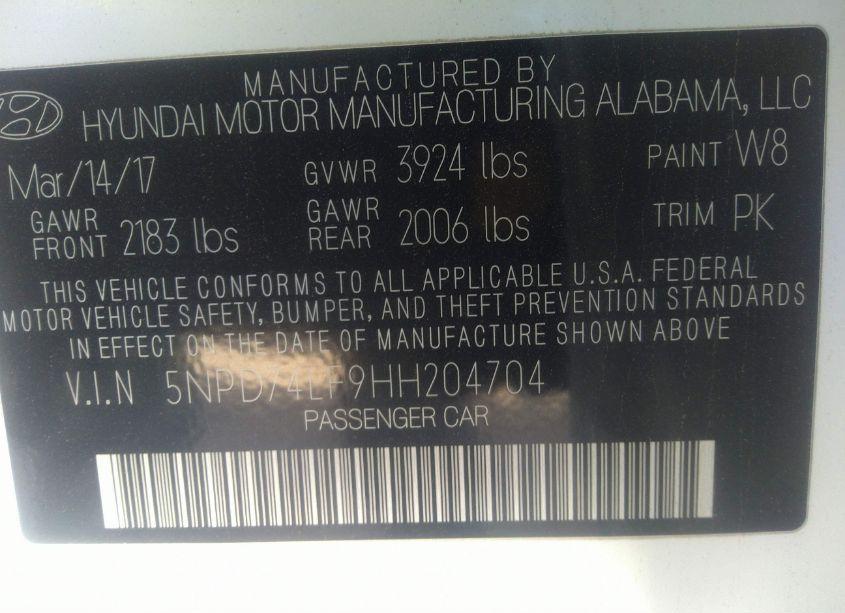 MANUFACTURED BY
HYUNDAI MOTOR MANUFACTURING ALABAMA, LLC
Mar/14/17 GVWR 3924 lbs PAINT W8
GAWR FRONT 2183 lbs GAWR REAR 2006 lbs TRIM PK
THIS VEHICLE CONFORMS TO ALL APPLICABLE U.S.A. FEDERAL
MOTOR VEHICLE SAFETY, BUMPER, AND THEFT PREVENTION STANDARDS
IN EFFECT ON THE DATE OF MANUFACTURE SHOWN ABOVE
V.I.N 5NPD74LF9HH204704
PASSENGER CAR